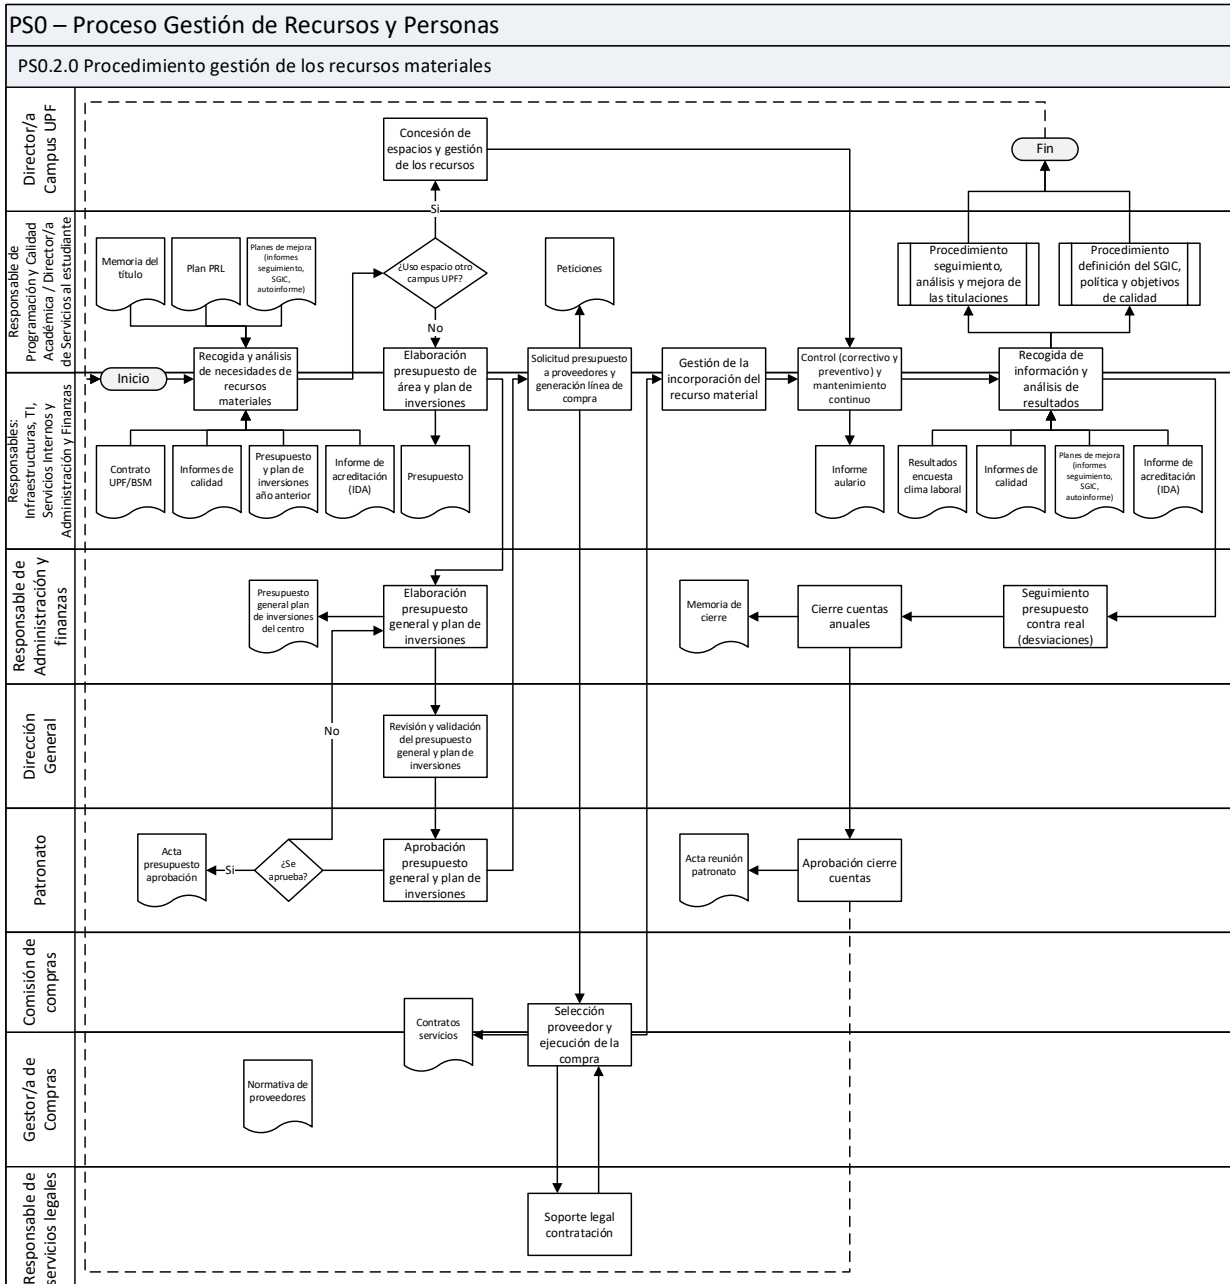 PS0 – Proceso Gestión de Recursos y Personas
PS0.2.0 Procedimiento gestión de los recursos materiales
Director/a
Campus UPF
Concesión de
espacios y gestión
de los recursos
Fin
Si
Responsable de
Programación y Calidad
Académica / Director/a
de Servicios al estudiante
Memoria del
título
Plan PRL
Planes de mejora
(informes
seguimiento,
SGIC,
autoinforme)
¿Uso espacio otro
campus UPF?
Peticiones
Procedimiento
seguimiento,
análisis y mejora de
las titulaciones
Procedimiento
definición del SGIC,
política y objetivos
de calidad
No
Inicio
Recogida y análisis
de necesidades de
recursos
materiales
Elaboración
presupuesto de
área y plan de
inversiones
Solicitud presupuesto
a proveedores y
generación línea de
compra
Gestión de la
incorporación del
recurso material
Control (correctivo y
preventivo) y
mantenimiento
continuo
Recogida de
información y
análisis de
resultados
Responsables:
Infraestructuras, TI,
Servicios Internos y
Administración y Finanzas
Contrato
UPF/BSM
Informes de
calidad
Presupuesto
y plan de
inversiones
año anterior
Informe de
acreditación
(IDA)
Presupuesto
Informe
aulario
Resultados
encuesta
clima laboral
Informes de
calidad
Planes de mejora
(informes
seguimiento,
SGIC,
autoinforme)
Informe de
acreditación
(IDA)
Responsable de
Administración y
finanzas
Presupuesto
general plan
de inversiones
del centro
Elaboración
presupuesto
general y plan de
inversiones
Memoria de
cierre
Cierre cuentas
anuales
Seguimiento
presupuesto
contra real
(desviaciones)
Dirección
General
No
Revisión y validación
del presupuesto
general y plan de
inversiones
Patronato
Acta
presupuesto
aprobación
Si
¿Se
aprueba?
Aprobación
presupuesto
general y plan de
inversiones
Acta reunión
patronato
Aprobación cierre
cuentas
Comisión de
compras
Contratos
servicios
Selección
proveedor y
ejecución de la
compra
Gestor/a de
Compras
Normativa de
proveedores
Responsable de
servicios legales
Soporte legal
contratación